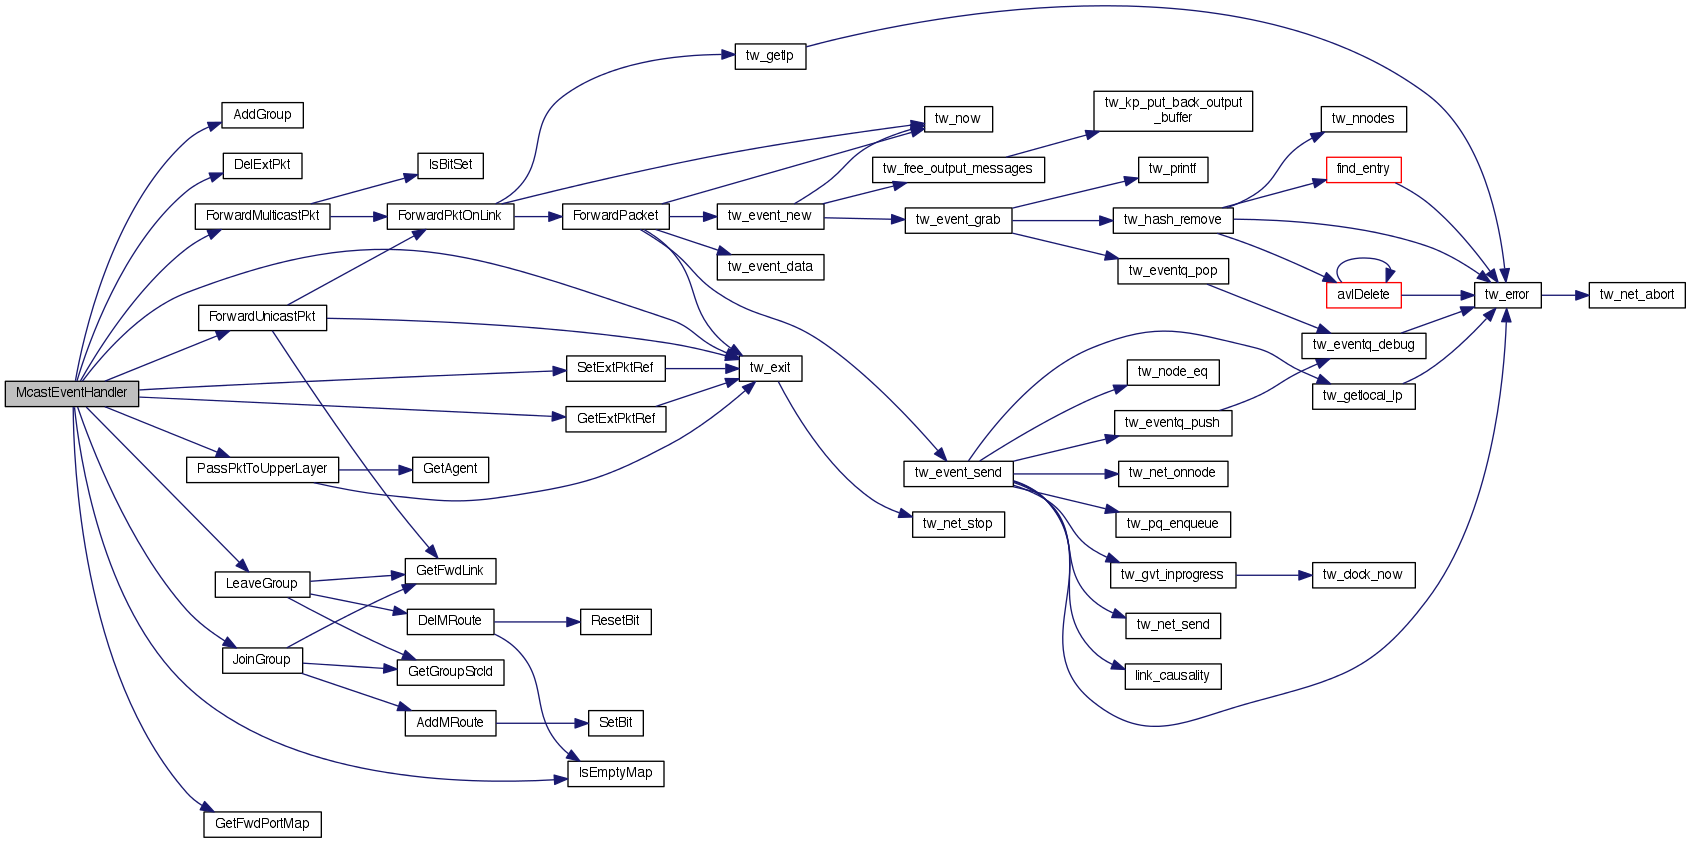 tw_getlp
AddGroup
tw_now
tw_kp_put_back_output
_buffer
tw_nnodes
DelExtPkt
IsBitSet
tw_free_output_messages
tw_printf
find_entry
ForwardMulticastPkt
ForwardPktOnLink
ForwardPacket
tw_event_new
tw_event_grab
tw_hash_remove
tw_event_data
tw_eventq_pop
avlDelete
tw_error
tw_net_abort
ForwardUnicastPkt
tw_eventq_debug
SetExtPktRef
tw_exit
tw_node_eq
McastEventHandler
tw_getlocal_lp
GetExtPktRef
tw_eventq_push
PassPktToUpperLayer
GetAgent
tw_event_send
tw_net_onnode
tw_net_stop
tw_pq_enqueue
LeaveGroup
GetFwdLink
tw_gvt_inprogress
tw_clock_now
DelMRoute
ResetBit
tw_net_send
JoinGroup
GetGroupSrcId
link_causality
AddMRoute
SetBit
IsEmptyMap
GetFwdPortMap